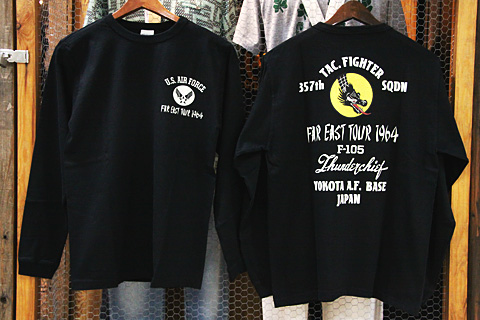 U.S. AIR FORCE
FAR EAST TOUR 1964
TAC. FIGHTER
357th SQDN
FAR EAST TOUR 1964
F-105
Thunderchief
YOKOTA A.F. BASE
JAPAN